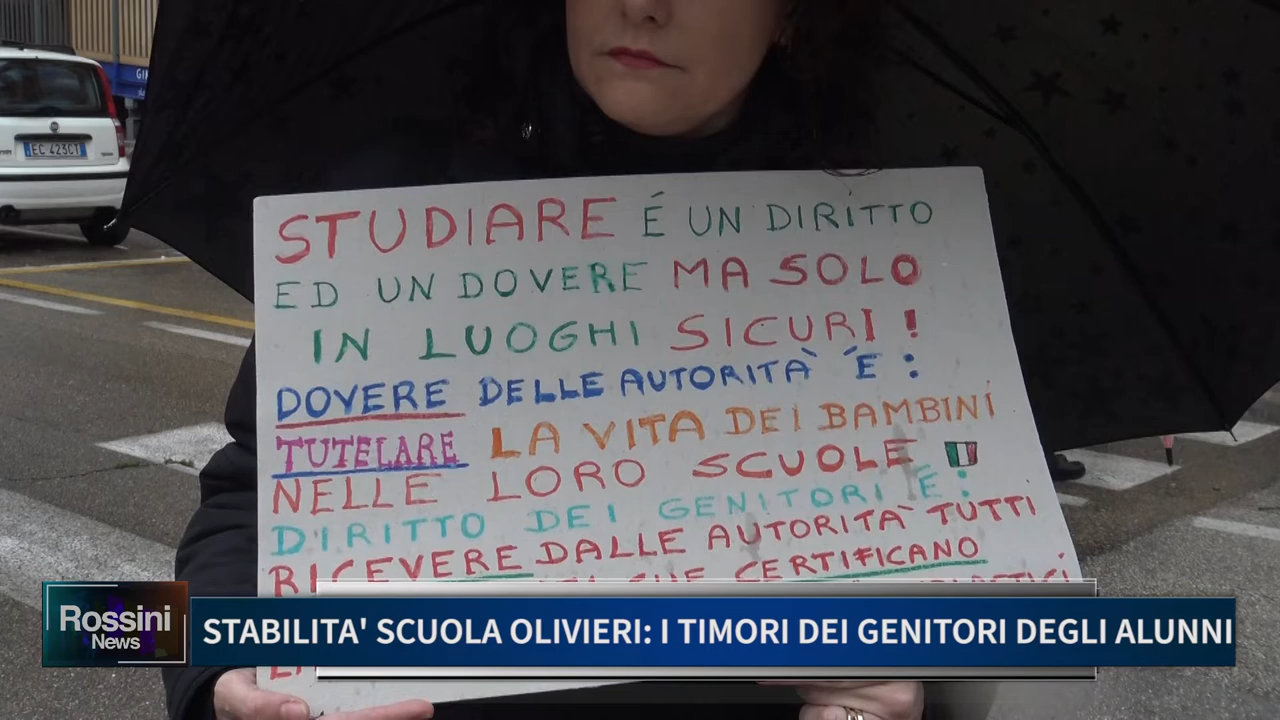 GIN
EC 423CT
STUDIARE É UN DIRITTO
ED UN DOVERE MA SOLO
IN LUOGHI SICURI !
DOVERE DELLE AUTORITÀ É :
TUTELARE LA VITA DEI BAMBINI
NELLE LORO SCUOLE
DIRITTO DEI GENITORI È :
RICEVERE DALLE AUTORITÀ TUTTI
CHE CERTIFICANO
Rossini
News
STABILITA' SCUOLA OLIVIERI: I TIMORI DEI GENITORI DEGLI ALUNNI